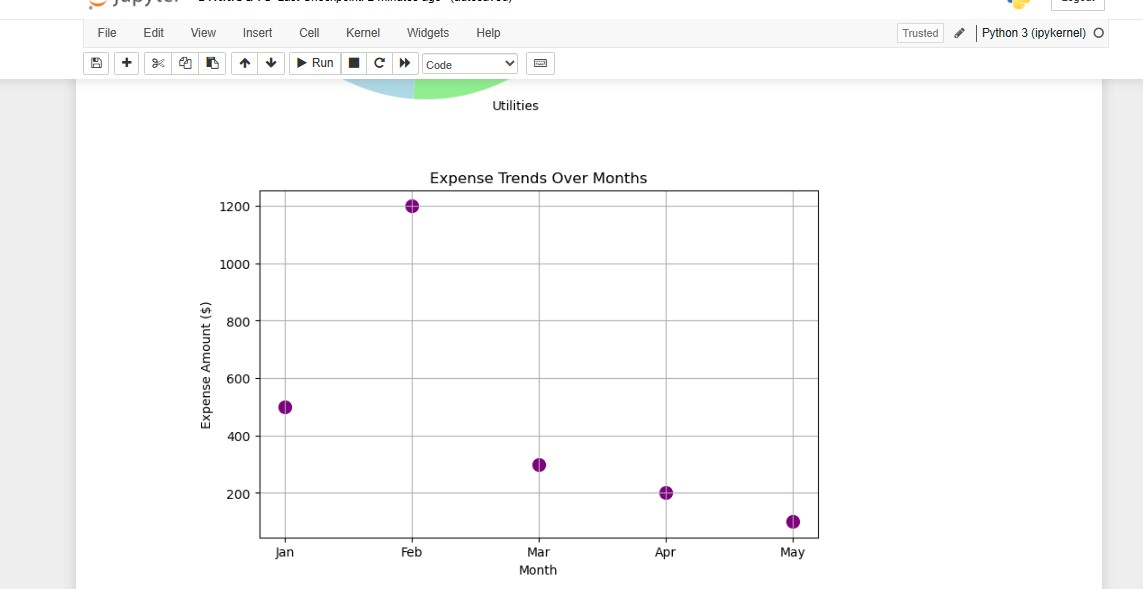 File Edit View Insert Cell Kernel Widgets Help Trusted Python 3 (ipykernel)
Run Code
Utilities
Expense Trends Over Months
1200
1000
800
600
400
200
Expense Amount ($)
Jan Feb Mar Apr May
Month